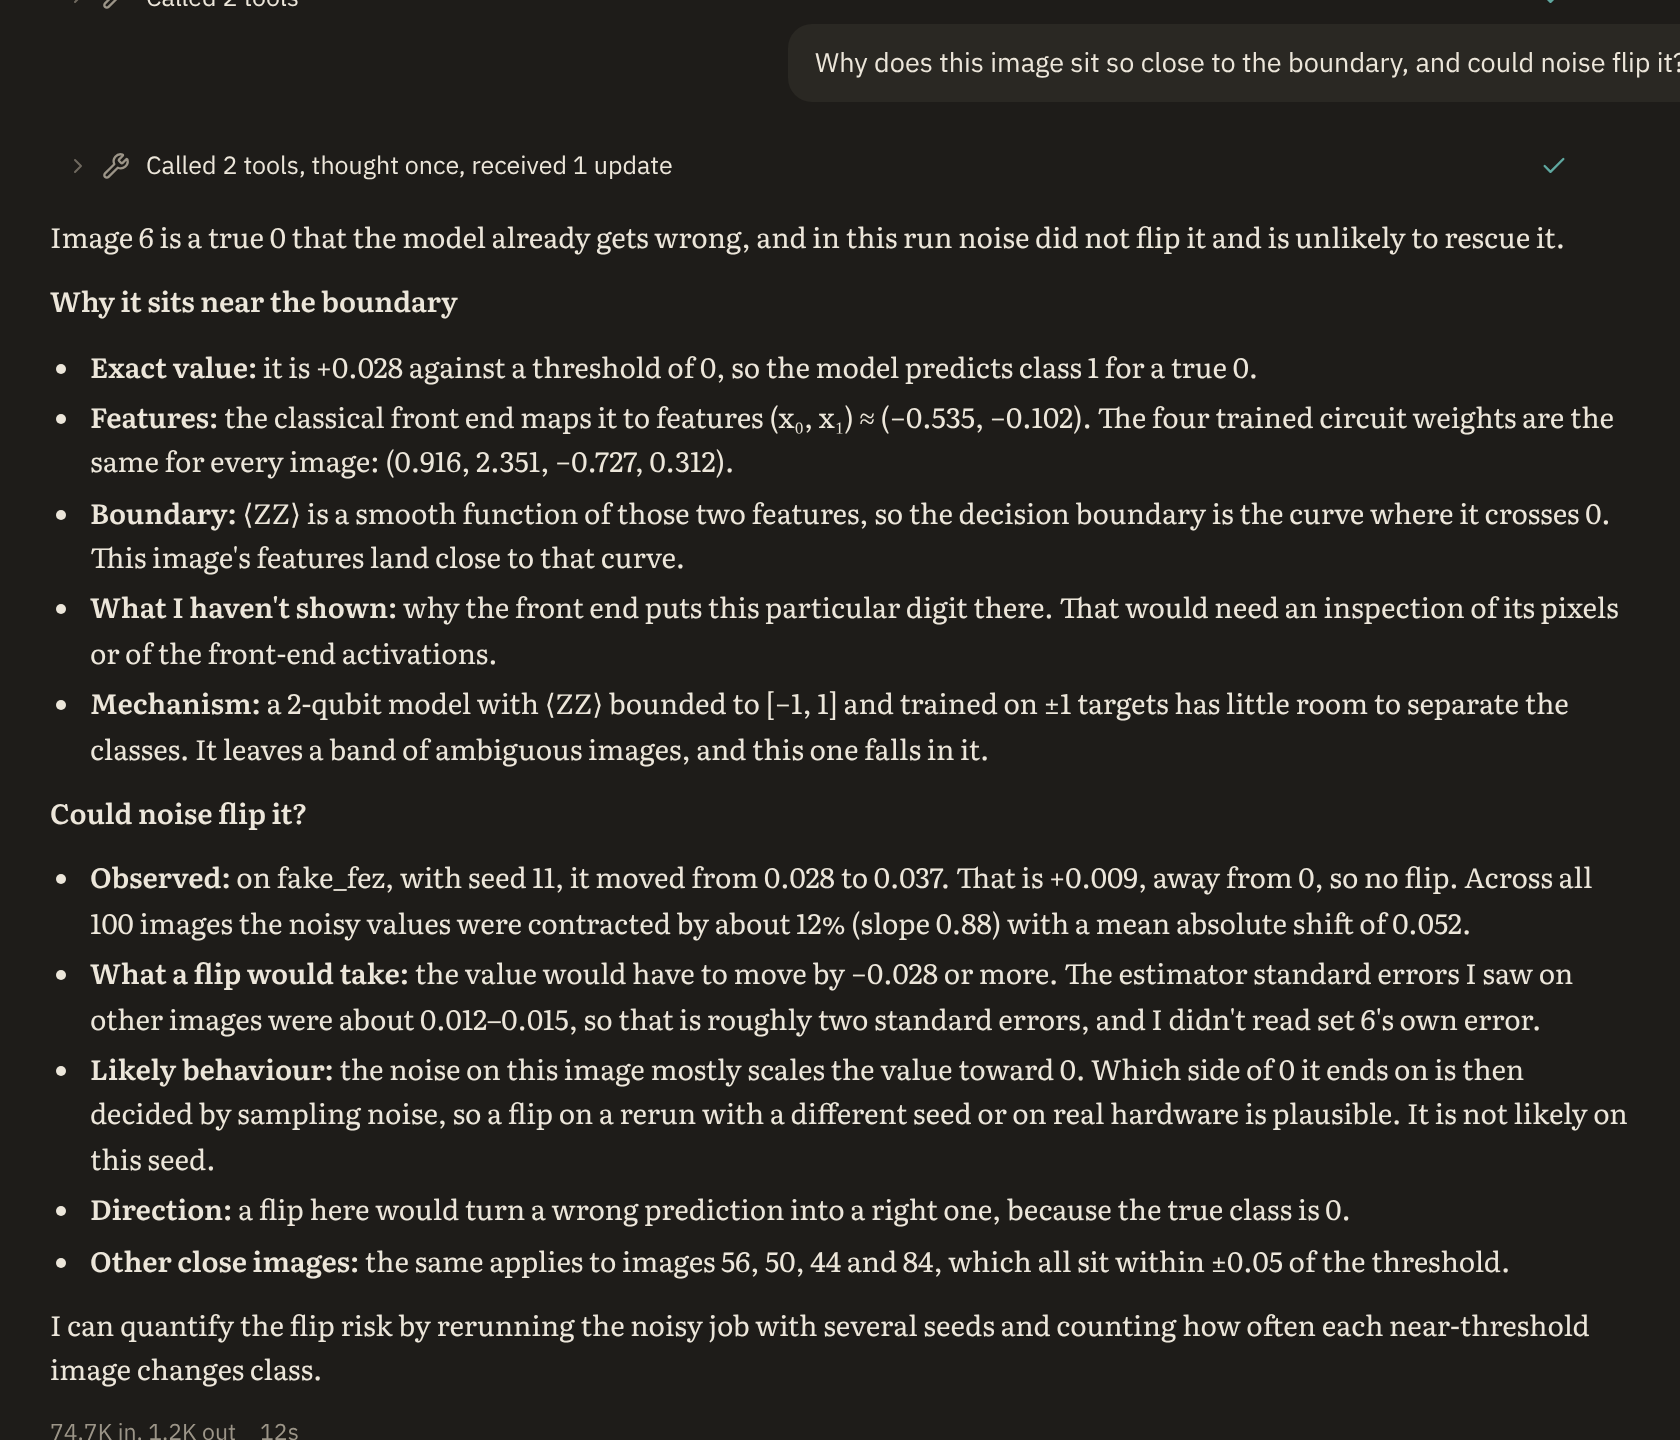 Called 2 tools
Why does this image sit so close to the boundary, and could noise flip it?
Called 2 tools, thought once, received 1 update
Image 6 is a true 0 that the model already gets wrong, and in this run noise did not flip it and is unlikely to rescue it.
Why it sits near the boundary
• Exact value: it is +0.028 against a threshold of 0, so the model predicts class 1 for a true 0.
• Features: the classical front end maps it to features (x₀, x₁) ≈ (−0.535, −0.102). The four trained circuit weights are the
same for every image: (0.916, 2.351, −0.727, 0.312).
• Boundary: ⟨ZZ⟩ is a smooth function of those two features, so the decision boundary is the curve where it crosses 0.
This image's features land close to that curve.
• What I haven't shown: why the front end puts this particular digit there. That would need an inspection of its pixels
or of the front-end activations.
• Mechanism: a 2-qubit model with ⟨ZZ⟩ bounded to [−1, 1] and trained on ±1 targets has little room to separate the
classes. It leaves a band of ambiguous images, and this one falls in it.
Could noise flip it?
• Observed: on fake_fez, with seed 11, it moved from 0.028 to 0.037. That is +0.009, away from 0, so no flip. Across all
100 images the noisy values were contracted by about 12% (slope 0.88) with a mean absolute shift of 0.052.
• What a flip would take: the value would have to move by −0.028 or more. The estimator standard errors I saw on
other images were about 0.012–0.015, so that is roughly two standard errors, and I didn't read set 6's own error.
• Likely behaviour: the noise on this image mostly scales the value toward 0. Which side of 0 it ends on is then
decided by sampling noise, so a flip on a rerun with a different seed or on real hardware is plausible. It is not likely on
this seed.
• Direction: a flip here would turn a wrong prediction into a right one, because the true class is 0.
• Other close images: the same applies to images 56, 50, 44 and 84, which all sit within ±0.05 of the threshold.
I can quantify the flip risk by rerunning the noisy job with several seeds and counting how often each near-threshold
image changes class.
74.7K in, 1.2K out 12s